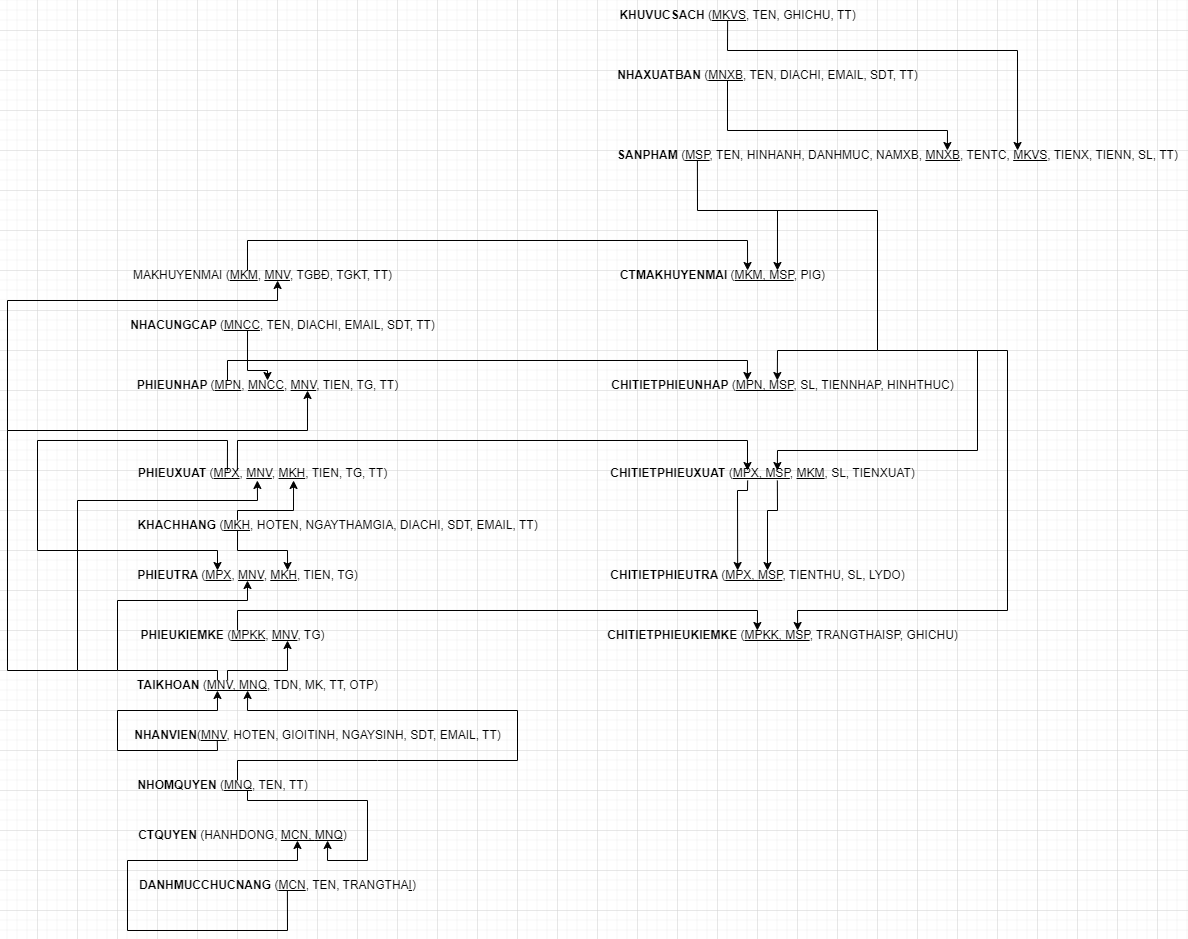 KHUVUCSACH (MKVS, TEN, GHICHU, TT)
NHAXUATBAN (MNXB, TEN, DIACHI, EMAIL, SDT, TT)
SANPHAM (MSP, TEN, HINHANH, DANHMUC, NAMXB, MNXB, TENTC, MKVS, TIENX, TIENN, SL, TT)
MAKHUYENMAI (MKM, MNV, TGBĐ, TGKT, TT)
CTMAKHUYENMAI (MKM, MSP, PIG)
NHACUNGCAP (MNCC, TEN, DIACHI, EMAIL, SDT, TT)
PHIEUNHAP (MPN, MNCC, MNV, TIEN, TG, TT)
CHITIETPHIEUNHAP (MPN, MSP, SL, TIENNHAP, HINHTHUC)
PHIEUXUAT (MPX, MNV, MKH, TIEN, TG, TT)
CHITIETPHIEUXUAT (MPX, MSP, MKM, SL, TIENXUAT)
KHACHHANG (MKH, HOTEN, NGAYTHAMGIA, DIACHI, SDT, EMAIL, TT)
PHIEUTRA (MPX, MNV, MKH, TIEN, TG)
CHITIETPHIEUTRA (MPX, MSP, TIENTHU, SL, LYDO)
PHIEUKIEMKE (MPKK, MNV, TG)
CHITIETPHIEUKIEMKE (MPKK, MSP, TRANGTHAISP, GHICHU)
TAIKHOAN (MNV, MNQ, TDN, MK, TT, OTP)
NHANVIEN(MNV, HOTEN, GIOITINH, NGAYSINH, SDT, EMAIL, TT)
NHOMQUYEN (MNQ, TEN, TT)
CTQUYEN (HANHDONG, MCN, MNQ)
DANHMUCCHUCNANG (MCN, TEN, TRANGTHAI)